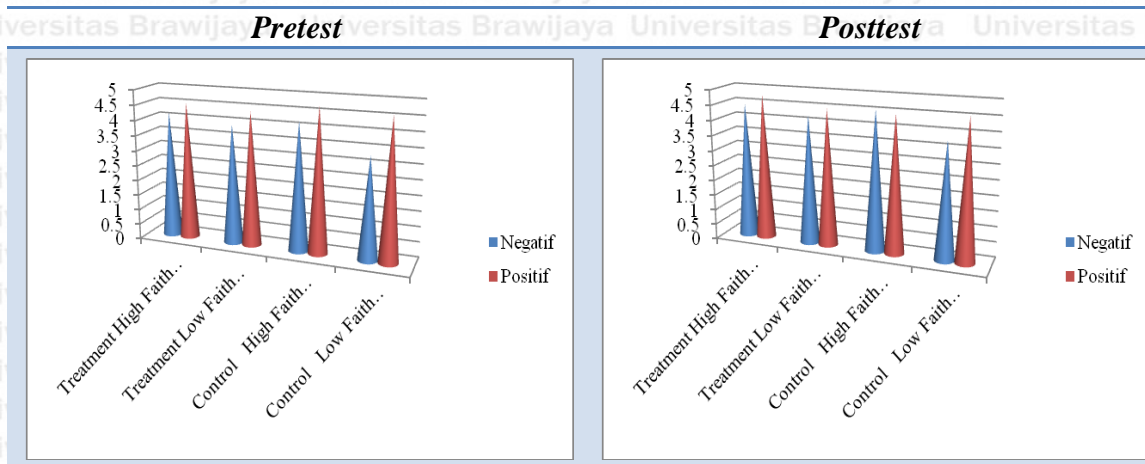 Universitas Brawijaya Universitas Brawijaya Universitas Brawijaya Universitas
Pretest
Posttest
5
4.5
4
3.5
3
2.5
2
1.5
1
0.5
0
Treatment High Faith…
Treatment Low Faith…
Control High Faith…
Control Low Faith…
Negatif
Positif
5
4.5
4
3.5
3
2.5
2
1.5
1
0.5
0
Treatment High Faith…
Treatment Low Faith…
Control High Faith…
Control Low Faith…
Negatif
Positif